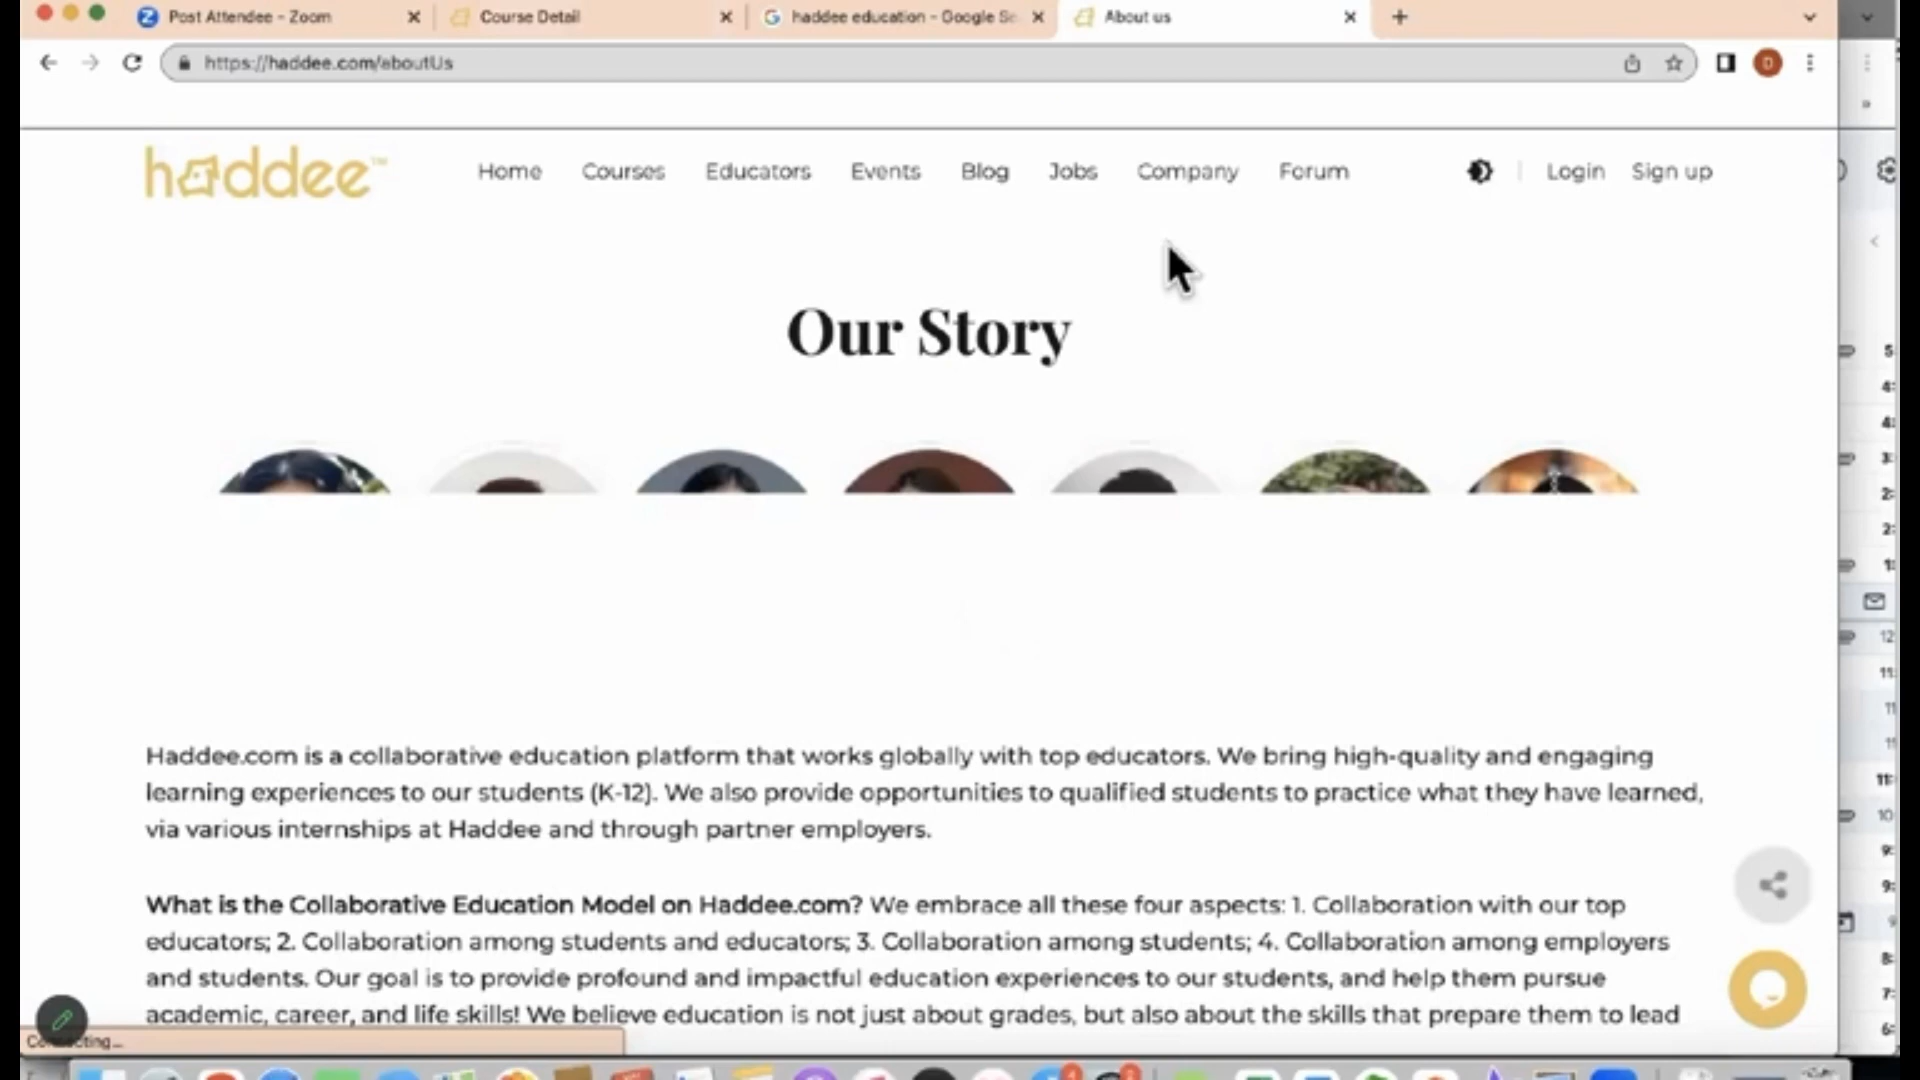 Post Attendee - Zoom
Course Detail
haddee education - Google Se
About us
https://haddee.com/aboutUs
D
haddee™
Home
Courses
Educators
Events
Blog
Jobs
Company
Forum
Login
Sign up
Our Story
Haddee.com is a collaborative education platform that works globally with top educators. We bring high-quality and engaging
learning experiences to our students (K-12). We also provide opportunities to qualified students to practice what they have learned,
via various internships at Haddee and through partner employers.
What is the Collaborative Education Model on Haddee.com? We embrace all these four aspects: 1. Collaboration with our top
educators; 2. Collaboration among students and educators; 3. Collaboration among students; 4. Collaboration among employers
and students. Our goal is to provide profound and impactful education experiences to our students, and help them pursue
academic, career, and life skills! We believe education is not just about grades, but also about the skills that prepare them to lead